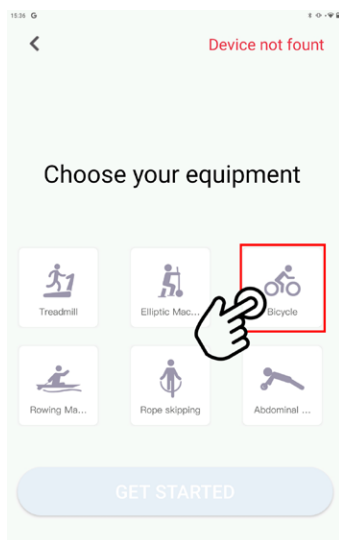 15:36 G
Device not fount
Choose your equipment
Treadmill
Elliptic Mac...
Bicycle
Rowing Ma...
Rope skipping
Abdominal ...
GET STARTED